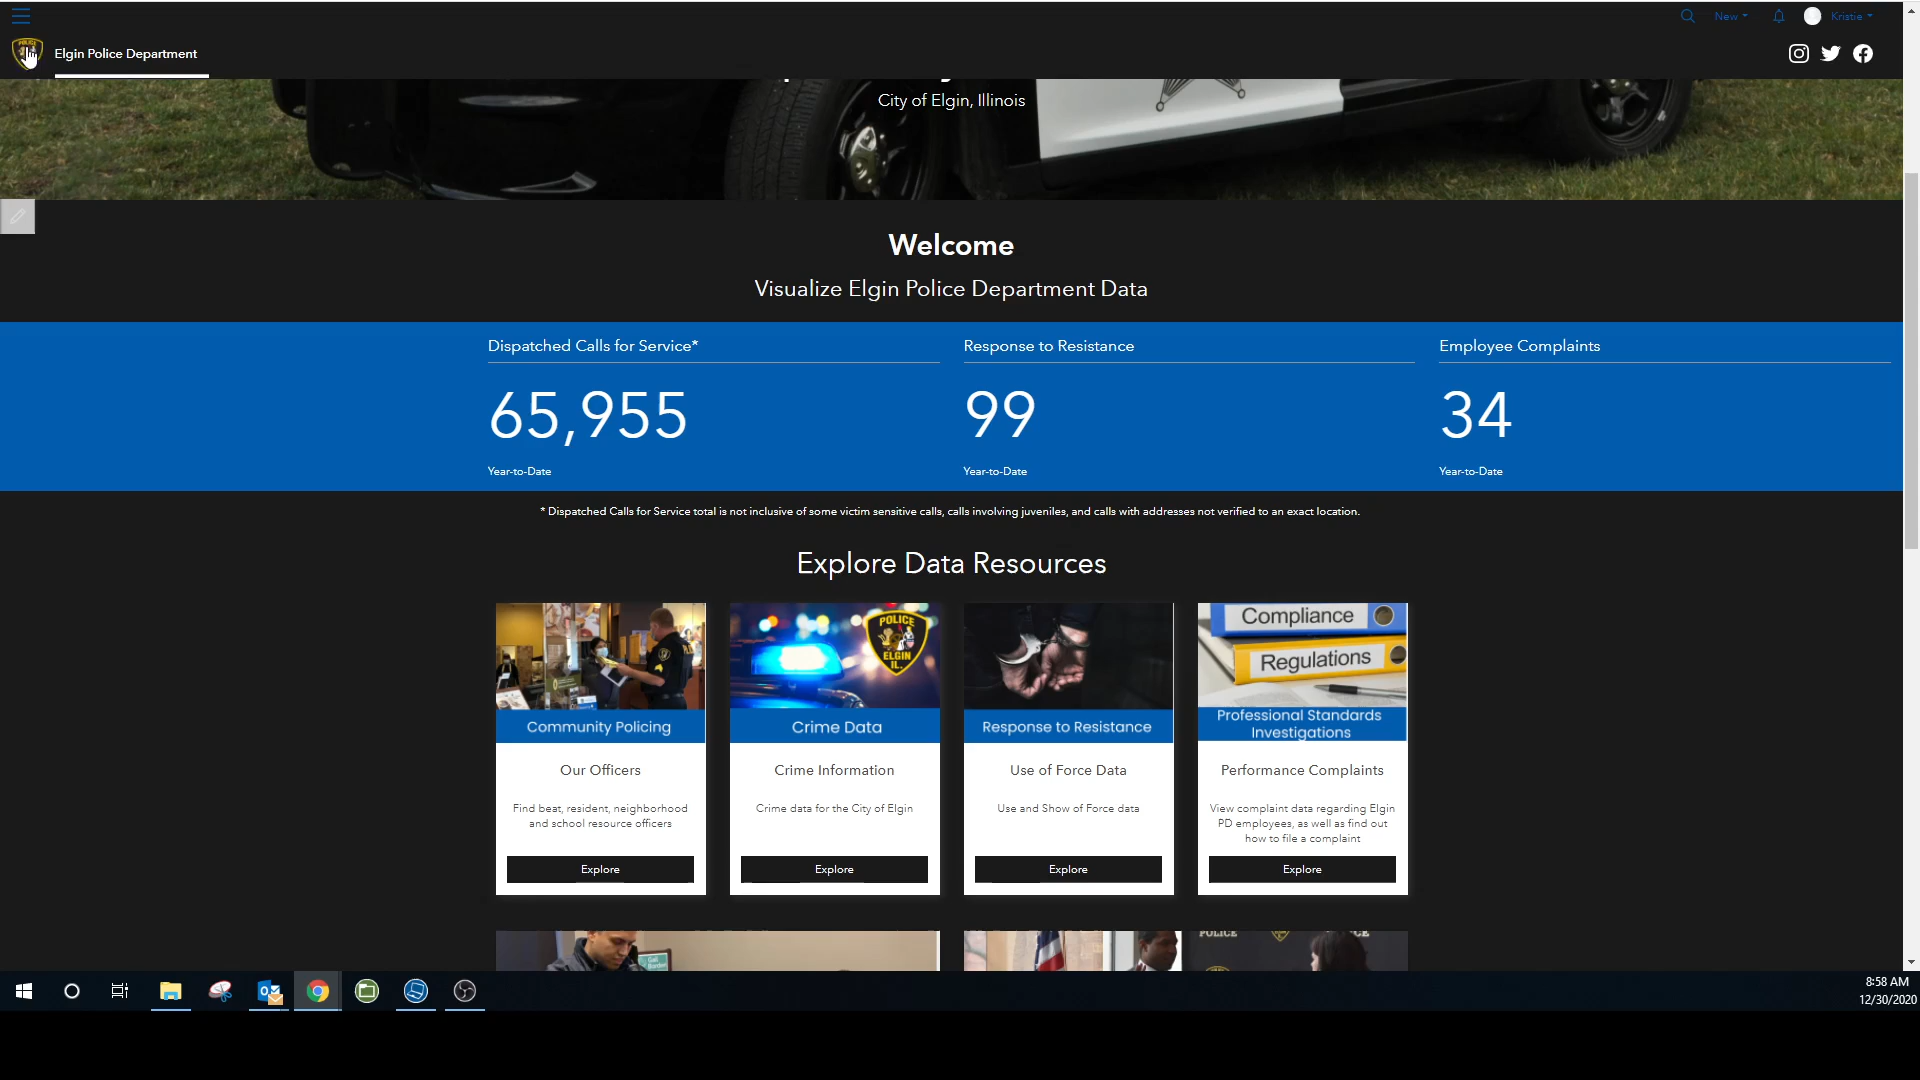 New
Kristie
Elgin Police Department
City of Elgin, Illinois
Welcome
Visualize Elgin Police Department Data
Dispatched Calls for Service*
Response to Resistance
Employee Complaints
65,955
99
34
Year-to-Date
Year-to-Date
Year-to-Date
* Dispatched Calls for Service total is not inclusive of some victim sensitive calls, calls involving juveniles, and calls with addresses not verified to an exact location.
Explore Data Resources
POLICE
ELGIN
IL.
Compliance
Regulations
Community Policing
Crime Data
Response to Resistance
Professional Standards
Investigations
Our Officers
Crime Information
Use of Force Data
Performance Complaints
Find beat, resident, neighborhood
and school resource officers
Crime data for the City of Elgin
Use and Show of Force data
View complaint data regarding Elgin
PD employees, as well as find out
how to file a complaint
Explore
Explore
Explore
Explore
POLICE
8:58 AM
12/30/2020